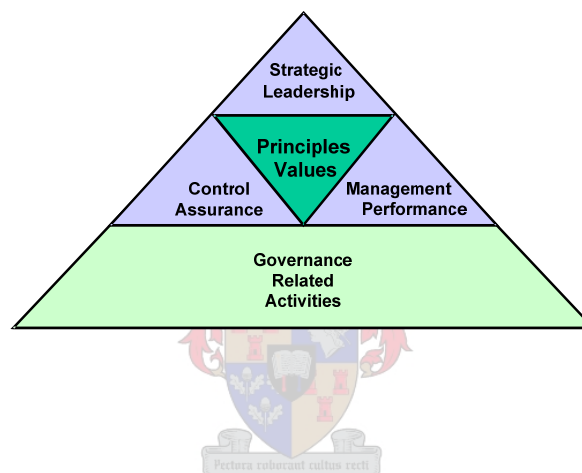 Strategic
Leadership
Principles
Values
Control
Assurance
Management
Performance
Governance
Related
Activities
Pectora roborant cultus recti